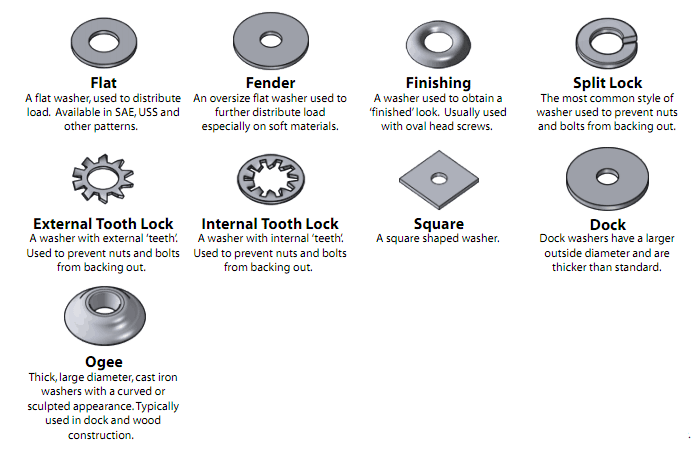 Flat
A flat washer, used to distribute
load. Available in SAE, USS and
other patterns.
Fender
An oversize flat washer used to
further distribute load
especially on soft materials.
Finishing
A washer used to obtain a
'finished' look. Usually used
with oval head screws.
Split Lock
The most common style of
washer used to prevent nuts
and bolts from backing out.
External Tooth Lock
A washer with external 'teeth'.
Used to prevent nuts and bolts
from backing out.
Internal Tooth Lock
A washer with internal 'teeth'.
Used to prevent nuts and bolts
from backing out.
Square
A square shaped washer.
Dock
Dock washers have a larger
outside diameter and are
thicker than standard.
Ogee
Thick, large diameter, cast iron
washers with a curved or
sculpted appearance. Typically
used in dock and wood
construction.
.